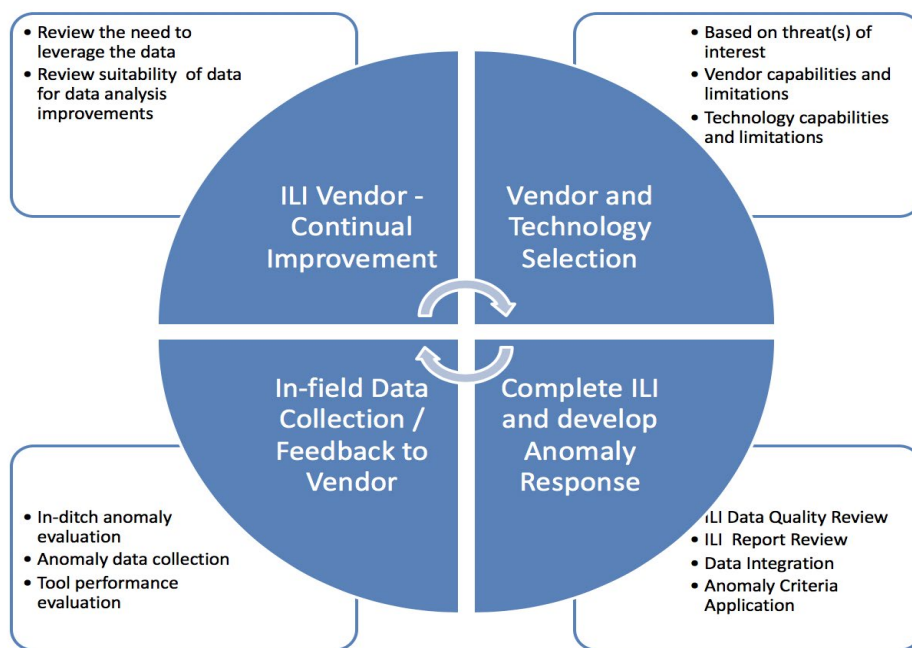 • Review the need to
leverage the data
• Review suitability of data
for data analysis
improvements
• Based on threat(s) of
interest
• Vendor capabilities and
limitations
• Technology capabilities
and limitations
ILI Vendor -
Continual
Improvement
Vendor and
Technology
Selection
In-field Data
Collection /
Feedback to
Vendor
Complete ILI
and develop
Anomaly
Response
• In-ditch anomaly
evaluation
• Anomaly data collection
• Tool performance
evaluation
• ILI Data Quality Review
• ILI Report Review
• Data Integration
• Anomaly Criteria
Application